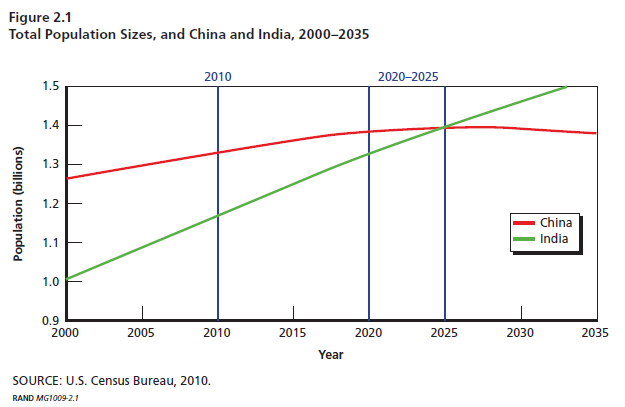 Figure 2.1
Total Population Sizes, and China and India, 2000–2035
2010
2020–2025
1.5
1.4
1.3
1.2
1.1
1.0
0.9
Population (billions)
China
India
2000
2005
2010
2015
2020
2025
2030
2035
Year
SOURCE: U.S. Census Bureau, 2010.
RAND MG1009-2.1